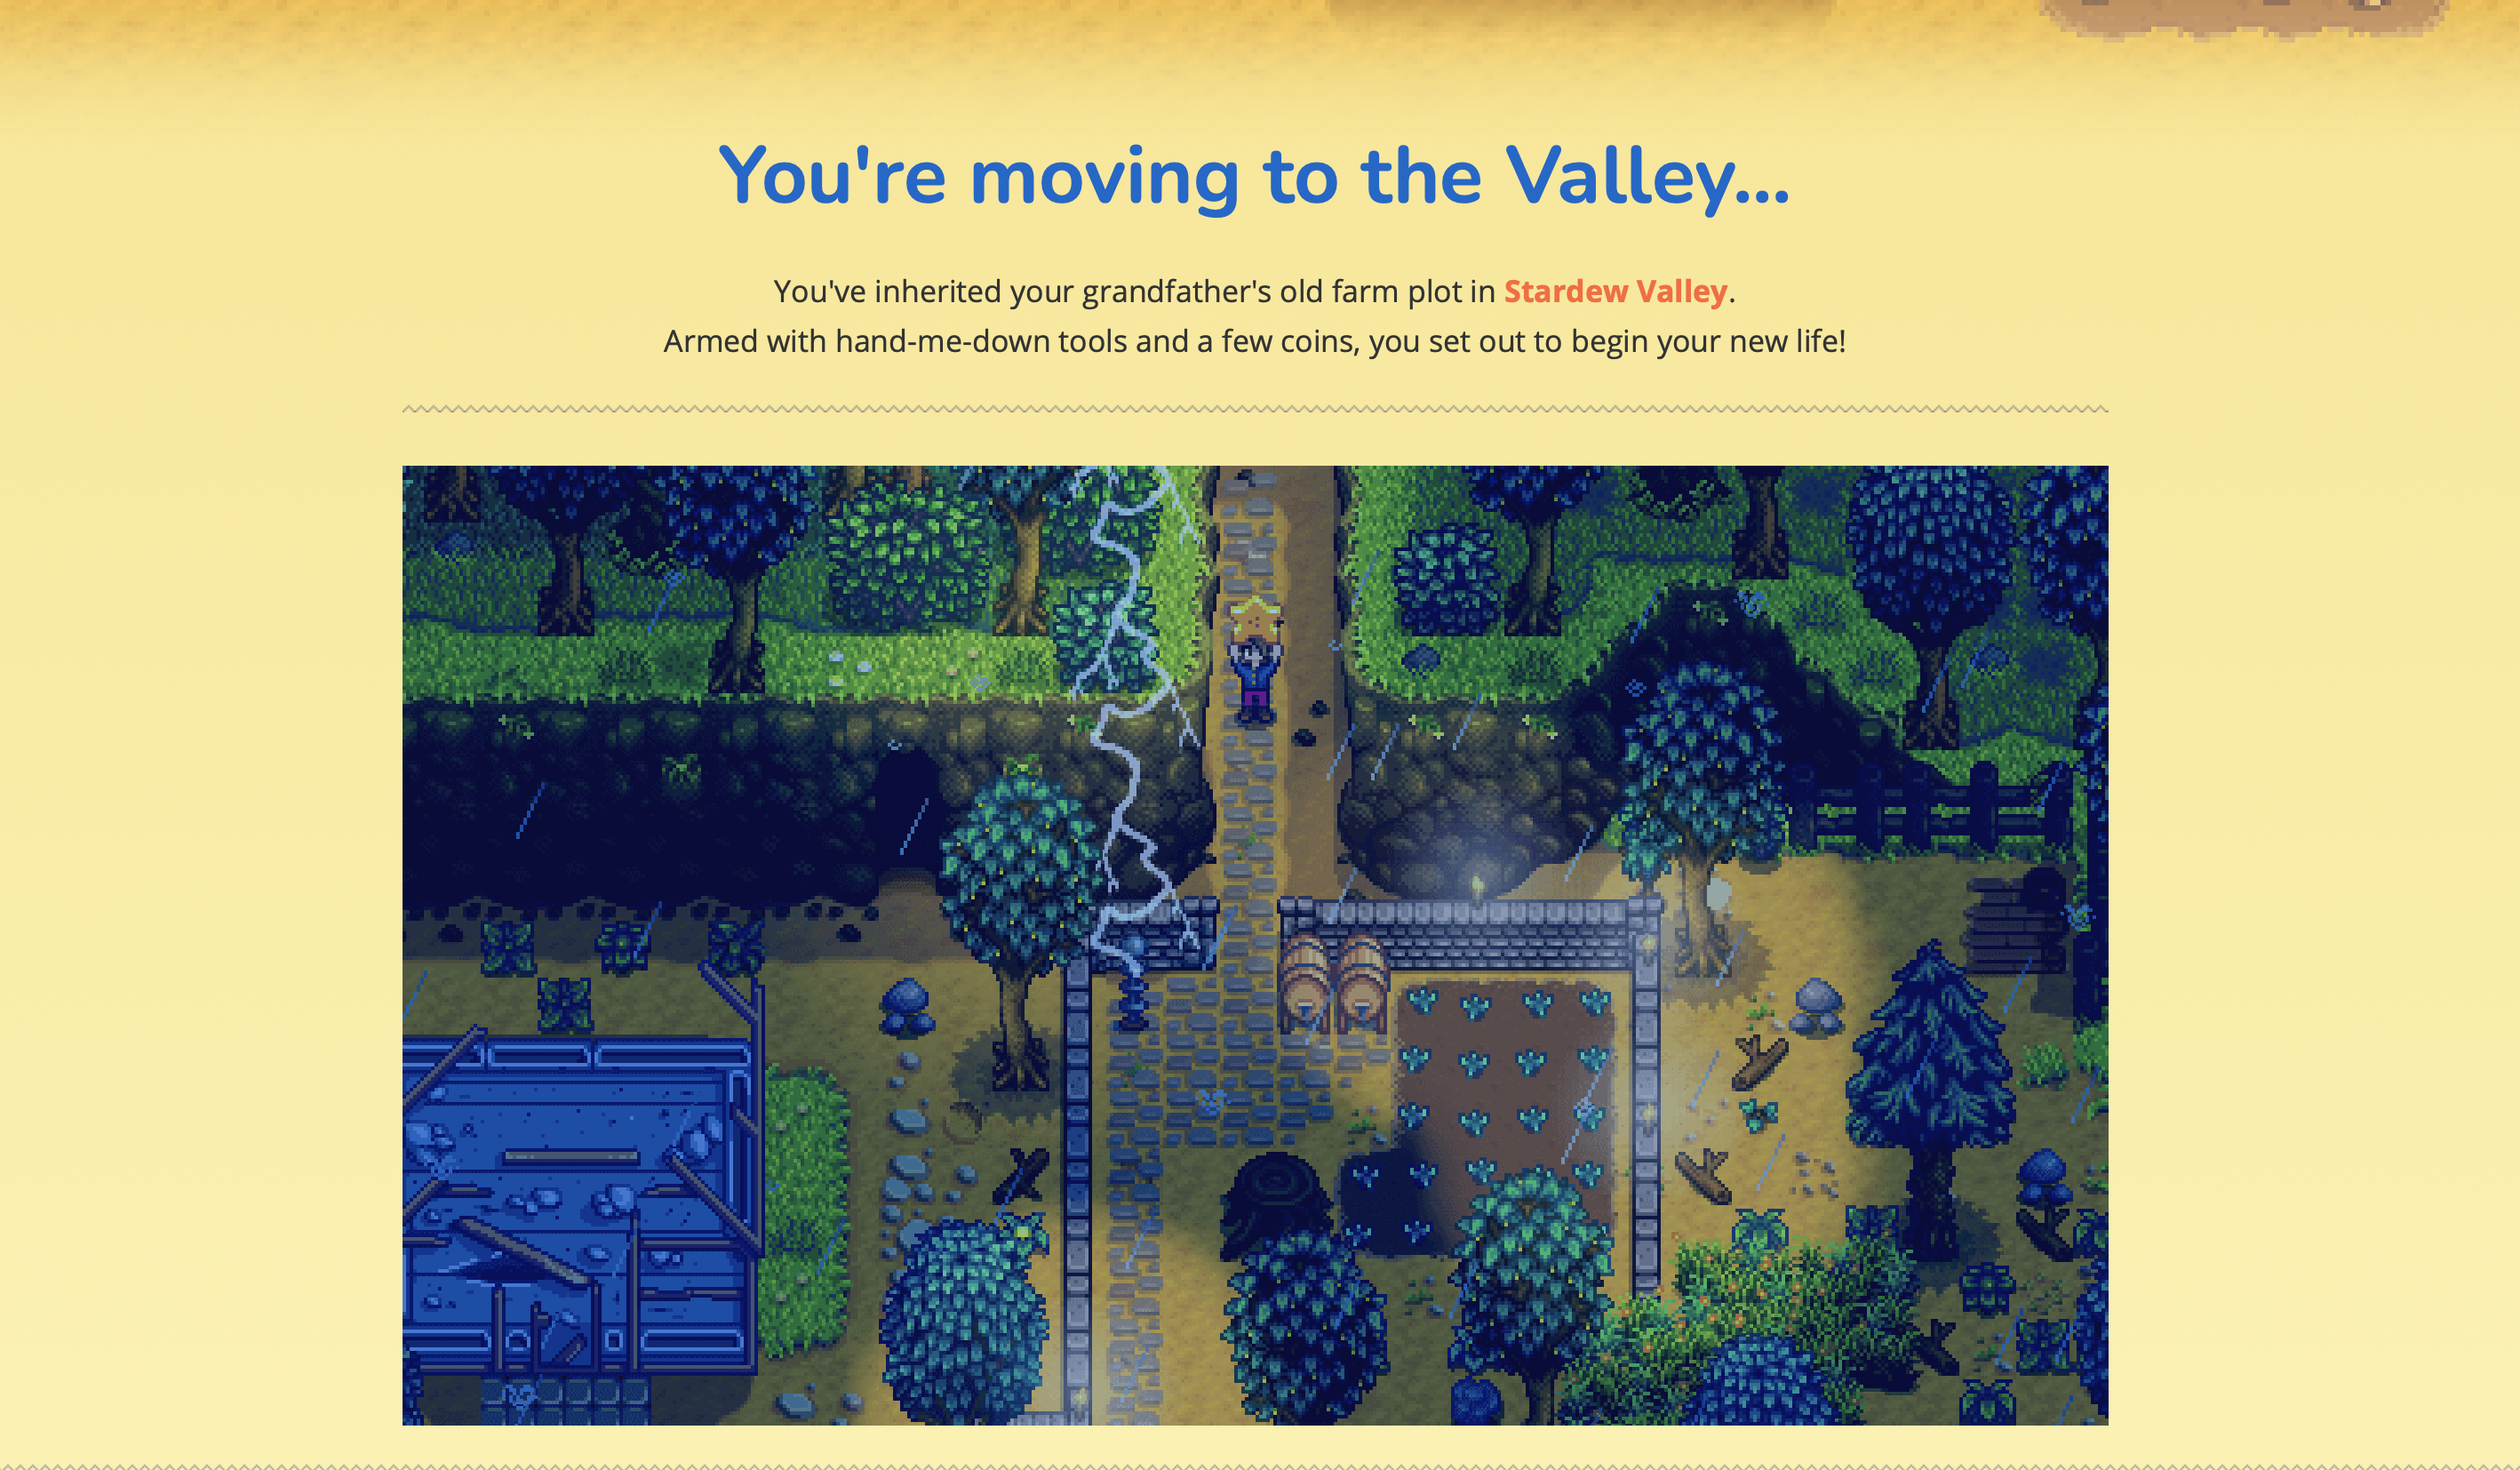 You're moving to the Valley...
You've inherited your grandfather's old farm plot in Stardew Valley.
Armed with hand-me-down tools and a few coins, you set out to begin your new life!